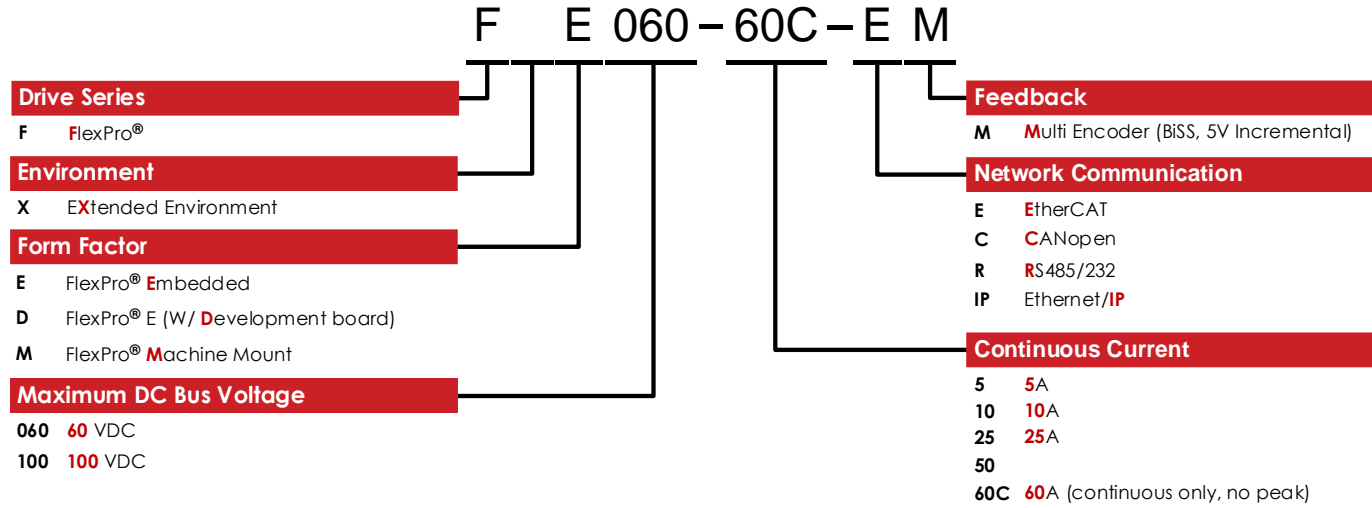 F E 060 – 60C – E M
Drive Series
F FlexPro®
Environment
X EXtended Environment
Form Factor
E FlexPro® Embedded
D FlexPro® E (W/ Development board)
M FlexPro® Machine Mount
Maximum DC Bus Voltage
060 60 VDC
100 100 VDC
Feedback
M Multi Encoder (BiSS, 5V Incremental)
Network Communication
E EtherCAT
C CANopen
R RS485/232
IP Ethernet/IP
Continuous Current
5 5A
10 10A
25 25A
50
60C 60A (continuous only, no peak)